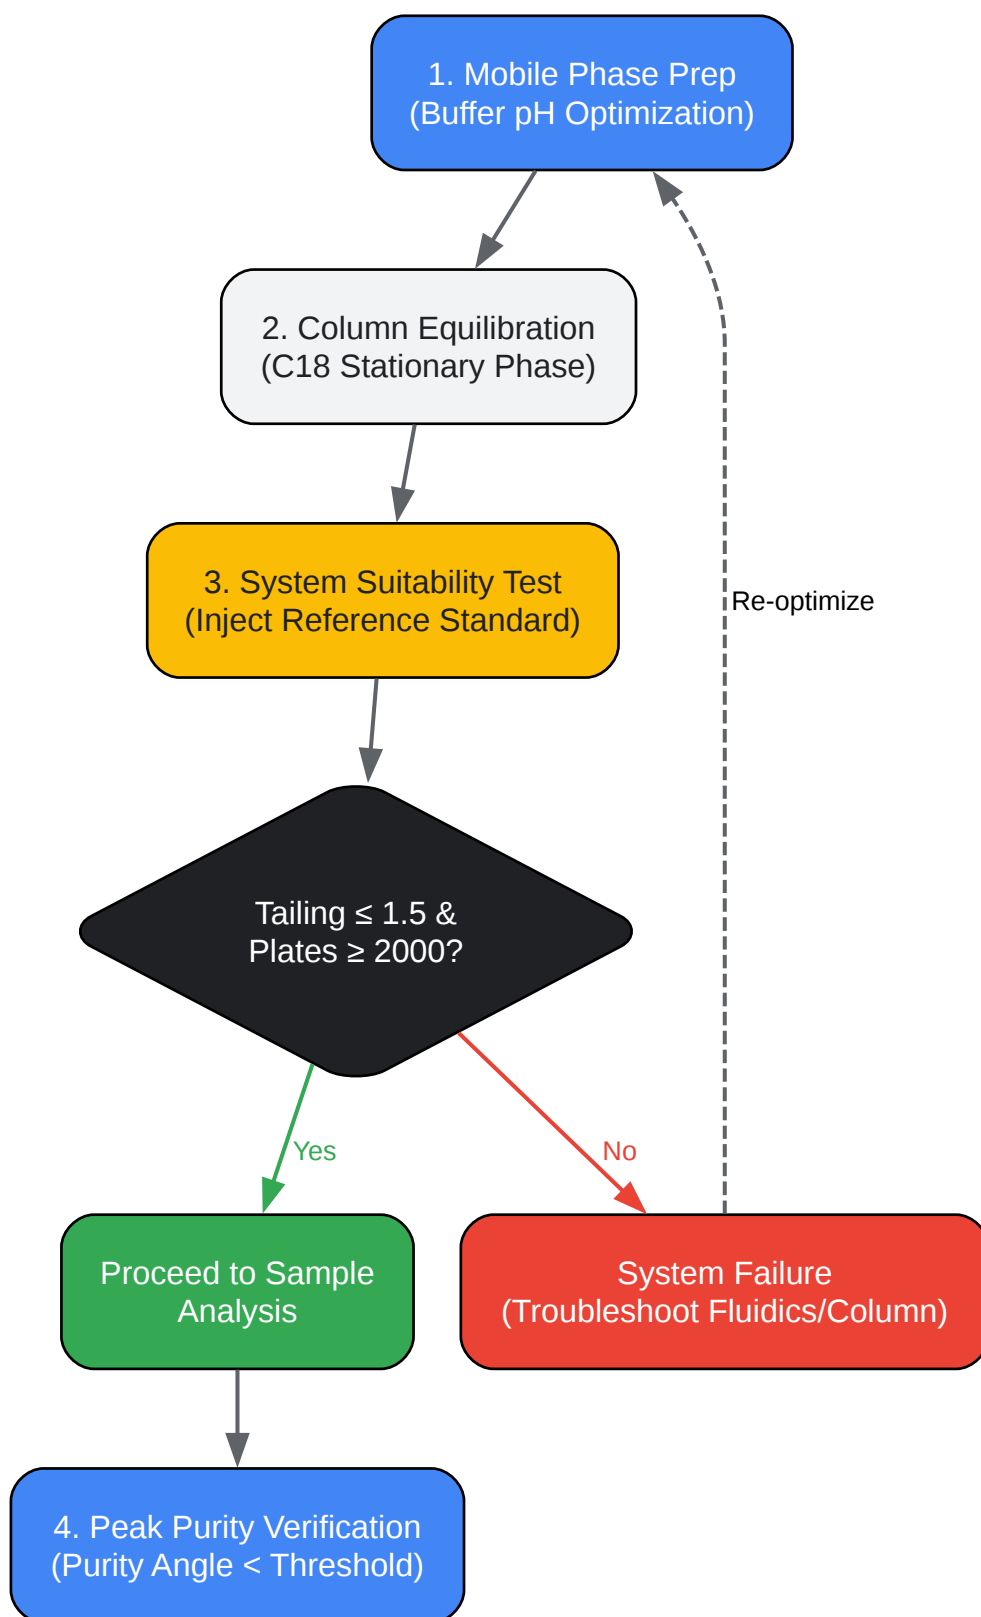 1. Mobile Phase Prep
(Buffer pH Optimization)
2. Column Equilibration
(C18 Stationary Phase)
3. System Suitability Test
(Inject Reference Standard)
Re-optimize
Tailing ≤ 1.5 &
Plates ≥ 2000?
Yes
No
Proceed to Sample
Analysis
System Failure
(Troubleshoot Fluidics/Column)
4. Peak Purity Verification
(Purity Angle < Threshold)